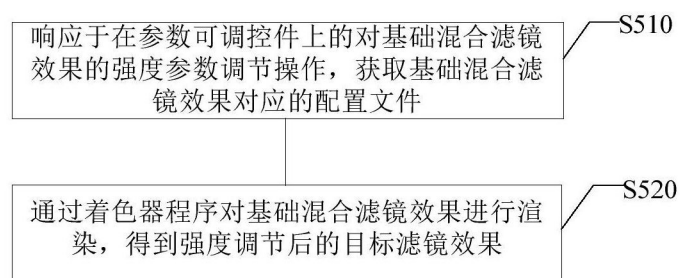 响应于在参数可调控件上的对基础混合滤镜
效果的强度参数调节操作，获取基础混合滤
镜效果对应的配置文件
S510
通过着色器程序对基础混合滤镜效果进行渲
染，得到强度调节后的目标滤镜效果
S520